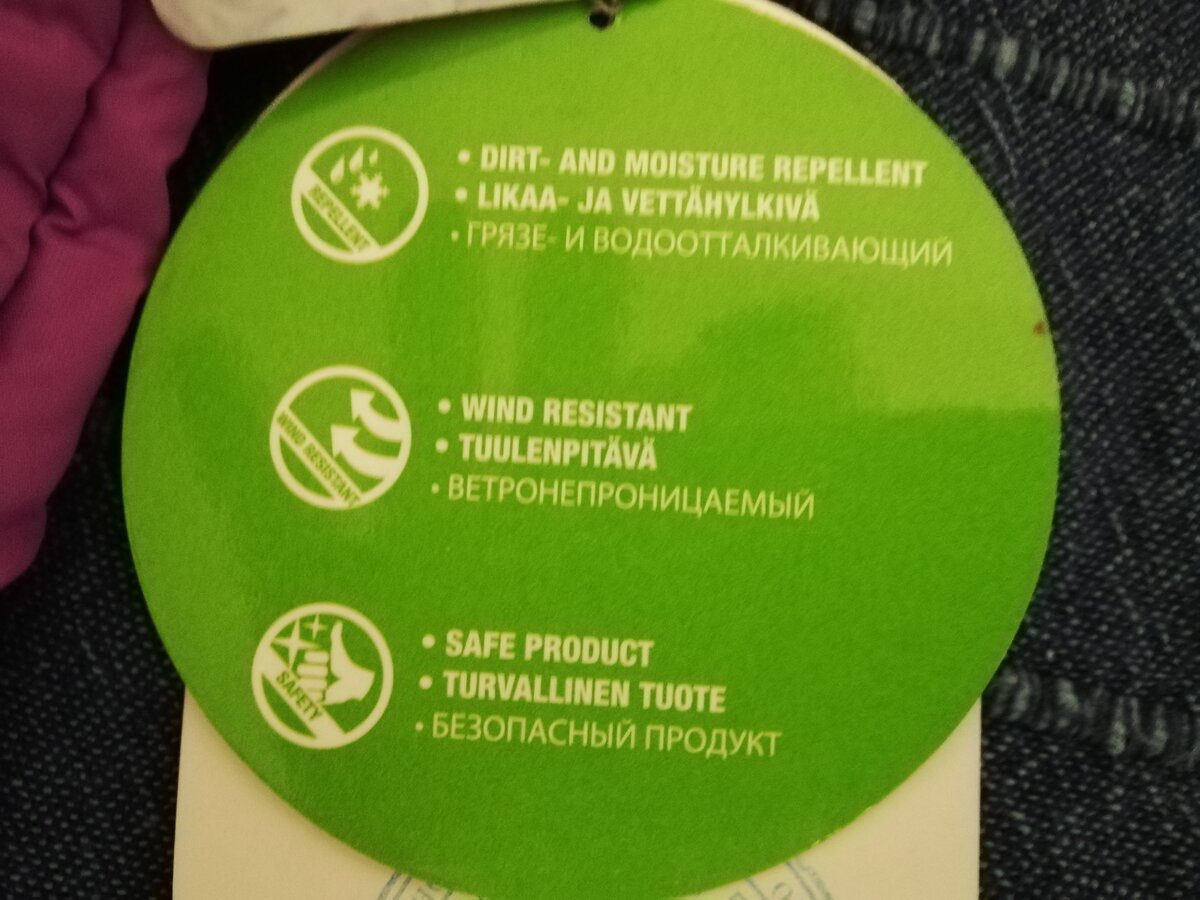 REPELLENT
• DIRT- AND MOISTURE REPELLENT
• LIKAA- JA VETTÄHYLKIVÄ
• ГРЯЗЕ- И ВОДООТТАЛКИВАЮЩИЙ
WIND RESISTANT
• WIND RESISTANT
• TUULENPITÄVÄ
• ВЕТРОНЕПРОНИЦАЕМЫЙ
SAFETY
• SAFE PRODUCT
• TURVALLINEN TUOTE
• БЕЗОПАСНЫЙ ПРОДУКТ